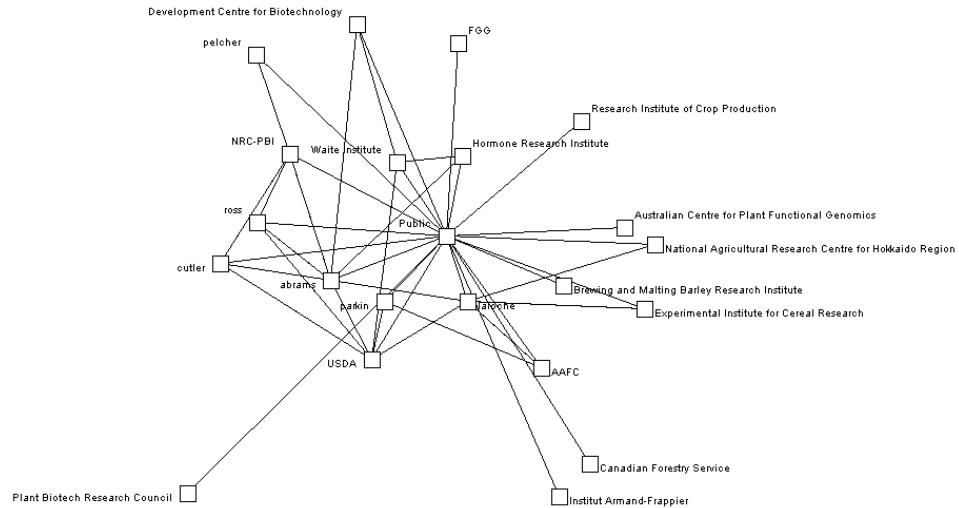 Development Centre for Biotechnology
FGG
pelcher
Research Institute of Crop Production
NRC-PBI
Waite Institute
Hormone Research Institute
ross
Public
Australian Centre for Plant Functional Genomics
National Agricultural Research Centre for Hokkaido Region
cutler
abrams
Brewing and Malting Barley Research Institute
parkin
laroche
Experimental Institute for Cereal Research
USDA
AAFC
Canadian Forestry Service
Plant Biotech Research Council
Institut Armand-Frappier